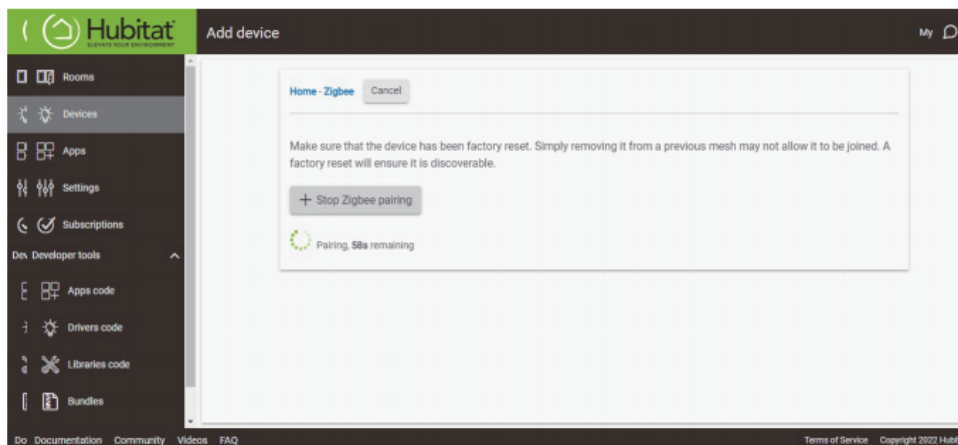 Hubitat
ELEVATE YOUR ENVIRONMENT
Add device
My
Rooms
Devices
Apps
Settings
Subscriptions
Dev Developer tools
Apps code
Drivers code
Libraries code
Bundles
Home - Zigbee Cancel
Make sure that the device has been factory reset. Simply removing it from a previous mesh may not allow it to be joined. A
factory reset will ensure it is discoverable.
+ Stop Zigbee pairing
Pairing, 58s remaining
Do Documentation Community Videos FAQ
Terms of Service Copyright 2022 Hubi